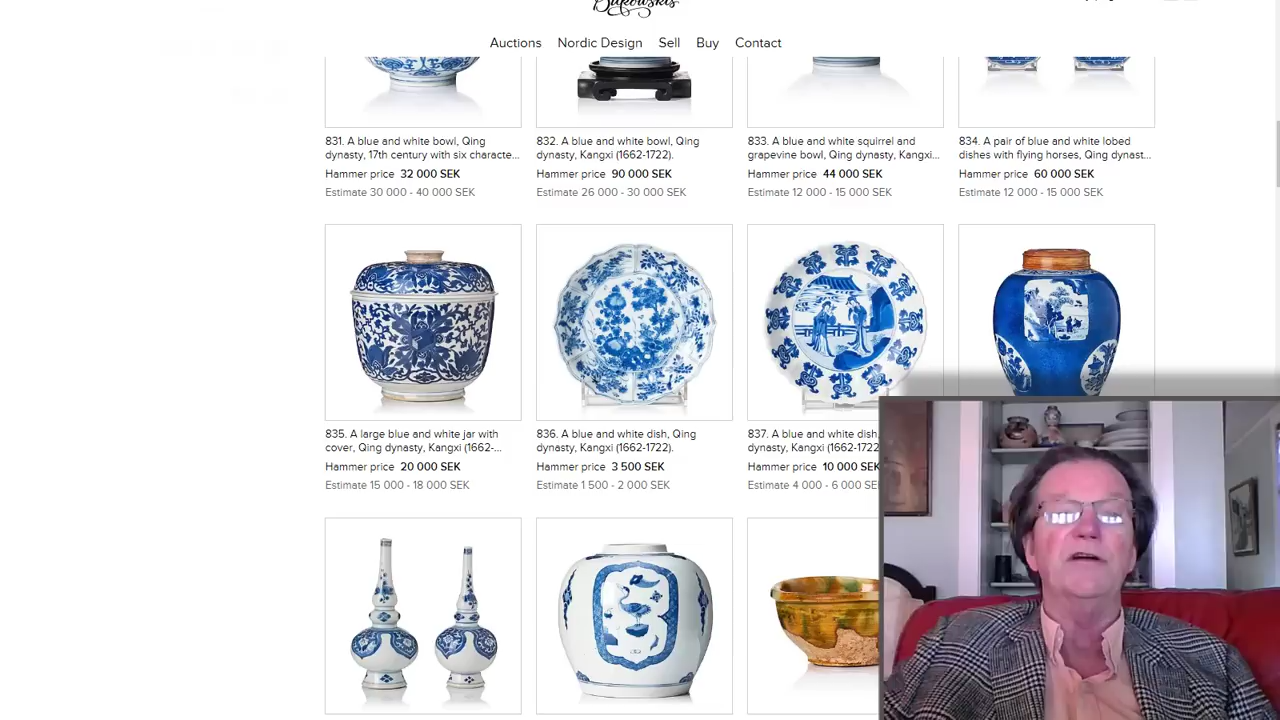 Bukowskis
Auctions Nordic Design Sell Buy Contact
831. A blue and white bowl, Qing
dynasty, 17th century with six characte...
Hammer price 32 000 SEK
Estimate 30 000 - 40 000 SEK
832. A blue and white bowl, Qing
dynasty, Kangxi (1662-1722).
Hammer price 90 000 SEK
Estimate 26 000 - 30 000 SEK
833. A blue and white squirrel and
grapevine bowl, Qing dynasty, Kangxi...
Hammer price 44 000 SEK
Estimate 12 000 - 15 000 SEK
834. A pair of blue and white lobed
dishes with flying horses, Qing dynast...
Hammer price 60 000 SEK
Estimate 12 000 - 15 000 SEK
835. A large blue and white jar with
cover, Qing dynasty, Kangxi (1662-...
Hammer price 20 000 SEK
Estimate 15 000 - 18 000 SEK
836. A blue and white dish, Qing
dynasty, Kangxi (1662-1722).
Hammer price 3 500 SEK
Estimate 1 500 - 2 000 SEK
837. A blue and white dish,
dynasty, Kangxi (1662-1722
Hammer price 10 000 SEK
Estimate 4 000 - 6 000 SE